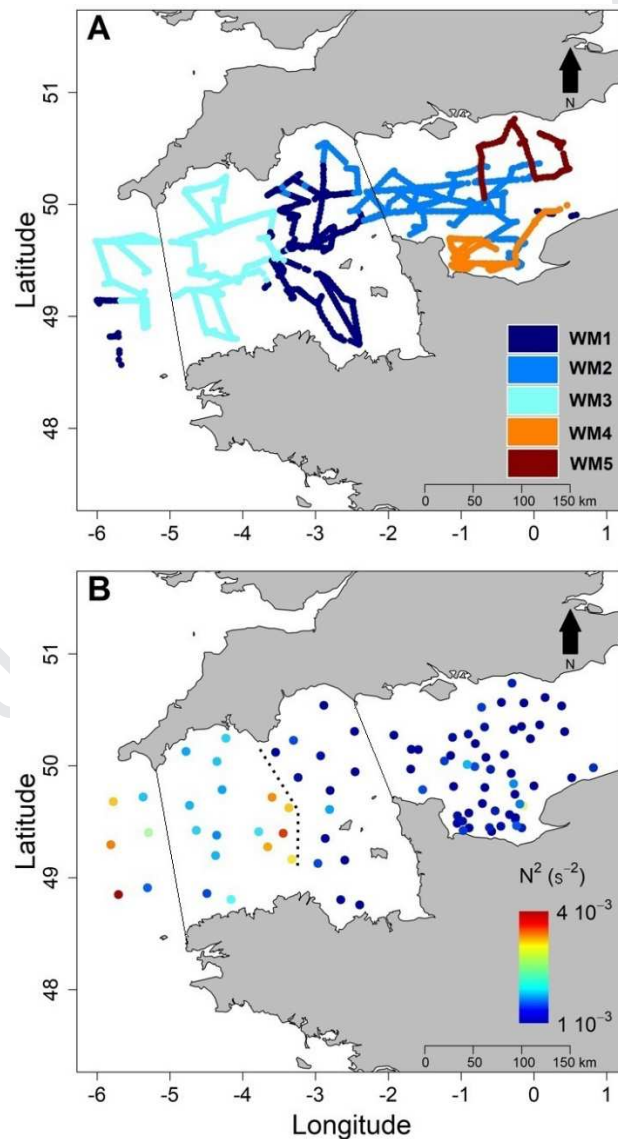 A
51
50
49
48
Latitude
N
WM1
WM2
WM3
WM4
WM5
0 50 100 150 km
-6 -5 -4 -3 -2 -1 0 1
B
51
50
49
48
Latitude
N
N² (s⁻²)
4 10⁻³
1 10⁻³
0 50 100 150 km
-6 -5 -4 -3 -2 -1 0 1
Longitude